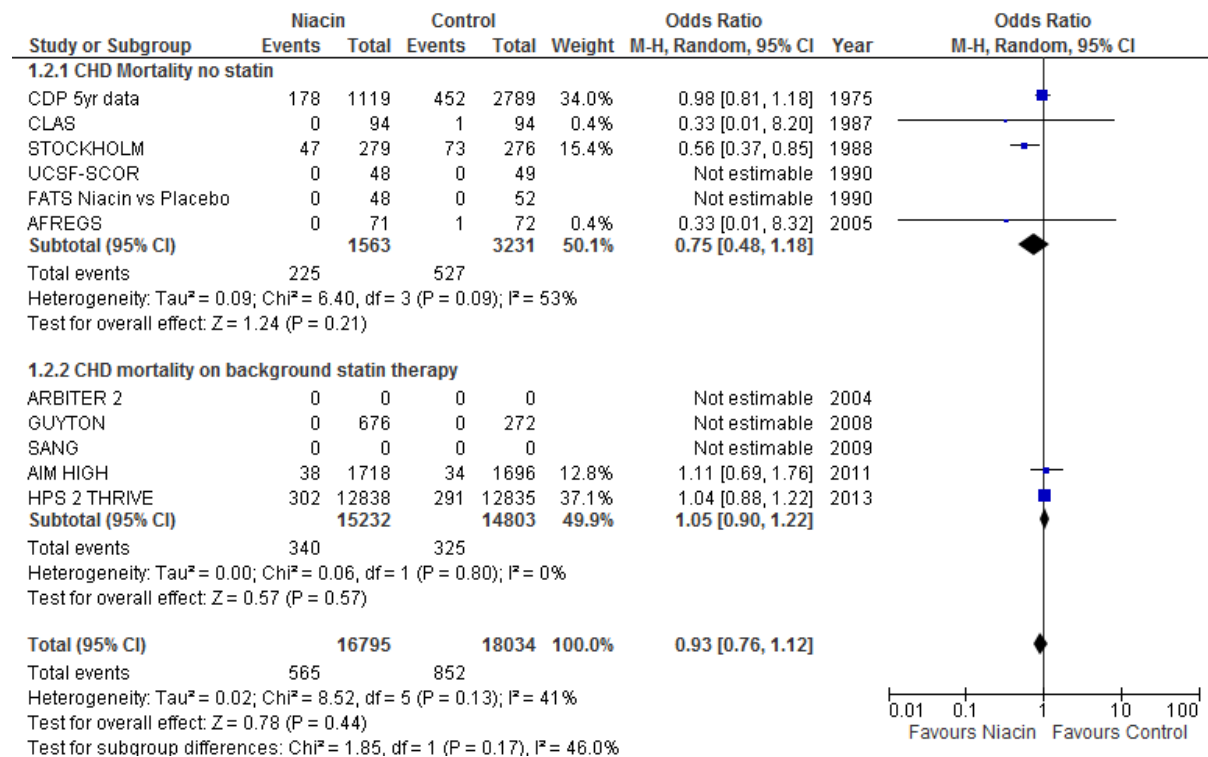 Niacin Control Odds Ratio Odds Ratio
Study or Subgroup Events Total Events Total Weight M-H, Random, 95% CI Year M-H, Random, 95% CI
1.2.1 CHD Mortality no statin
CDP 5yr data 178 1119 452 2789 34.0% 0.98 [0.81, 1.18] 1975
CLAS 0 94 1 94 0.4% 0.33 [0.01, 8.20] 1987
STOCKHOLM 47 279 73 276 15.4% 0.56 [0.37, 0.85] 1988
UCSF-SCOR 0 48 0 49 Not estimable 1990
FATS Niacin vs Placebo 0 48 0 52 Not estimable 1990
AFREGS 0 71 1 72 0.4% 0.33 [0.01, 8.32] 2005
Subtotal (95% CI) 1563 3231 50.1% 0.75 [0.48, 1.18]
Total events 225 527
Heterogeneity: Tau² = 0.09; Chi² = 6.40, df = 3 (P = 0.09); I² = 53%
Test for overall effect: Z = 1.24 (P = 0.21)
1.2.2 CHD mortality on background statin therapy
ARBITER 2 0 0 0 0 Not estimable 2004
GUYTON 0 676 0 272 Not estimable 2008
SANG 0 0 0 0 Not estimable 2009
AIM HIGH 38 1718 34 1696 12.8% 1.11 [0.69, 1.76] 2011
HPS 2 THRIVE 302 12838 291 12835 37.1% 1.04 [0.88, 1.22] 2013
Subtotal (95% CI) 15232 14803 49.9% 1.05 [0.90, 1.22]
Total events 340 325
Heterogeneity: Tau² = 0.00; Chi² = 0.06, df = 1 (P = 0.80); I² = 0%
Test for overall effect: Z = 0.57 (P = 0.57)
Total (95% CI) 16795 18034 100.0% 0.93 [0.76, 1.12]
Total events 565 852
Heterogeneity: Tau² = 0.02; Chi² = 8.52, df = 5 (P = 0.13); I² = 41%
Test for overall effect: Z = 0.78 (P = 0.44)
Test for subgroup differences: Chi² = 1.85, df = 1 (P = 0.17), I² = 46.0%
0.01 0.1 1 10 100
Favours Niacin Favours Control